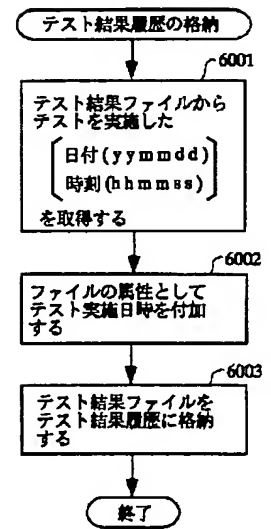 テスト結果履歴の格納
6001
テスト結果ファイルから
テストを実施した
日付(yymmdd)
時刻(hhmmss)
を取得する
6002
ファイルの属性として
テスト実施日時を付加
する
6003
テスト結果ファイルを
テスト結果履歴に格納
する
終了